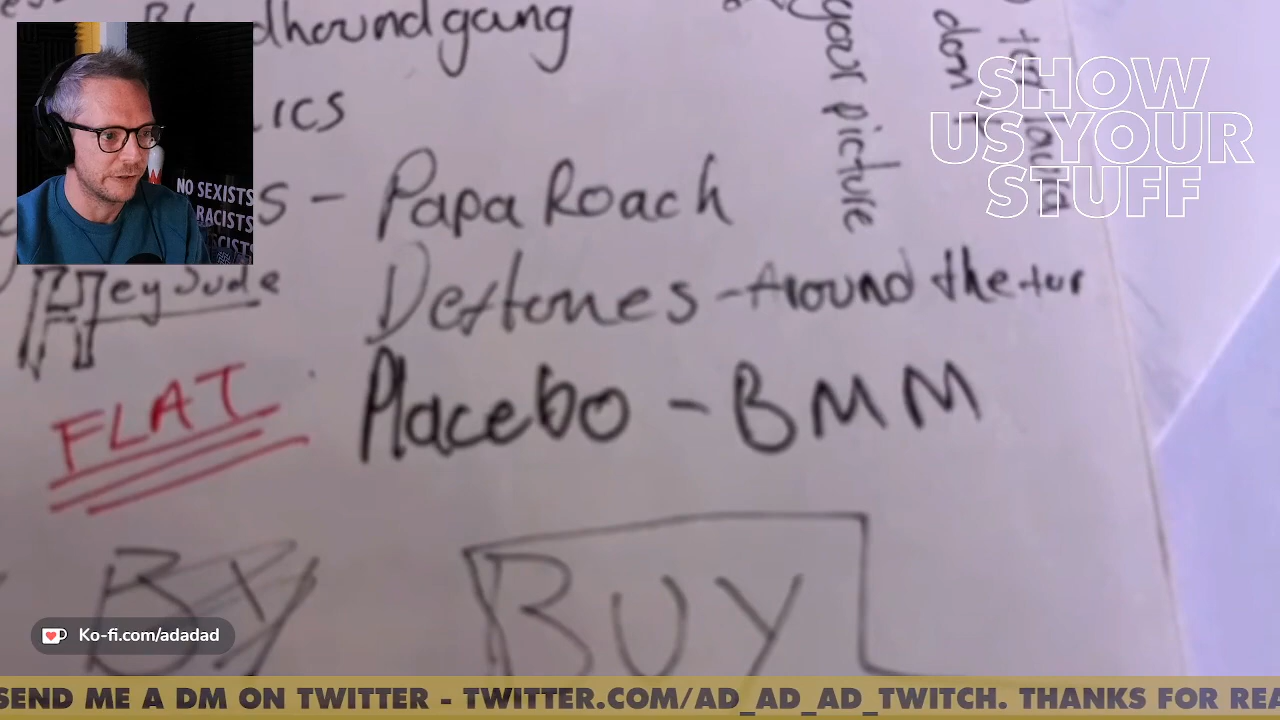 dhoundgang
ics
s - Papa Roach
Hey Jude
Deftones - Around the fur
FLAT
Placebo - BMM
BY
BUY
your picture
SHOW
US YOUR
STUFF
NO SEXISTS
RACISTS
Ko-fi.com/adadad
SEND ME A DM ON TWITTER - TWITTER.COM/AD_AD_AD_TWITCH. THANKS FOR REA